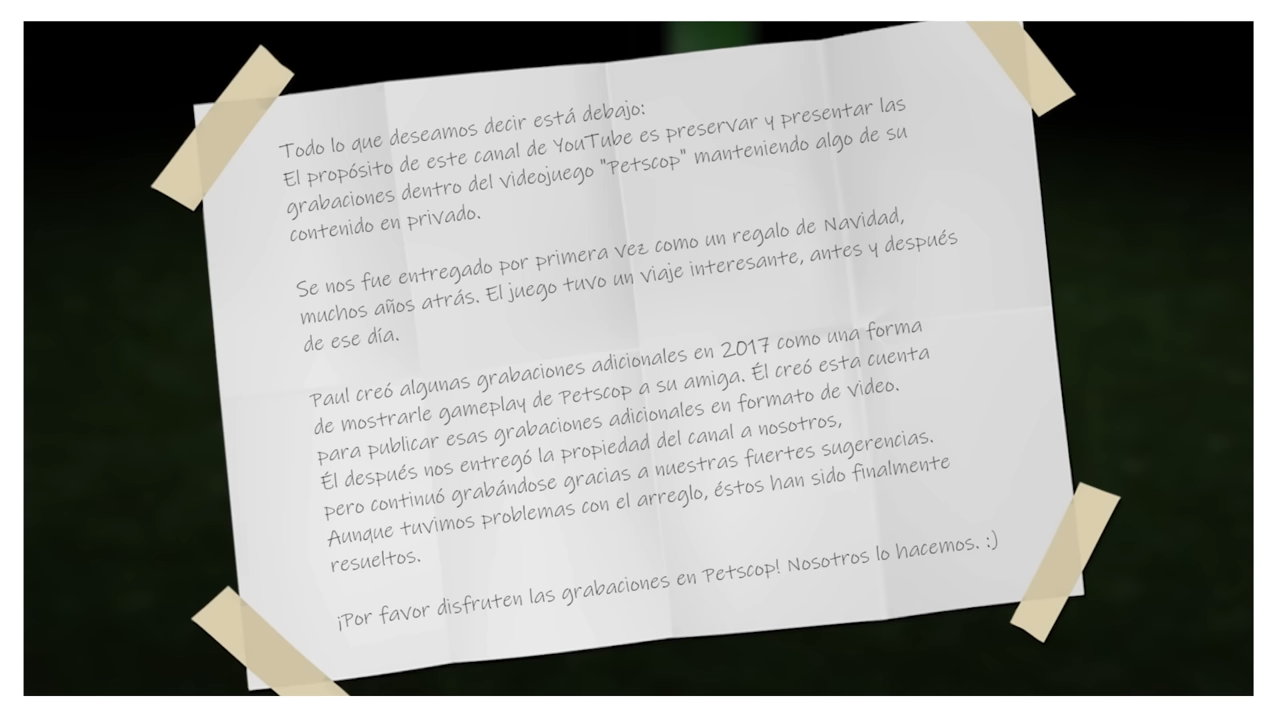 Todo lo que deseamos decir está debajo:
El propósito de este canal de YouTube es preservar y presentar las
grabaciones dentro del videojuego "Petscop" manteniendo algo de su
contenido en privado.
Se nos fue entregado por primera vez como un regalo de Navidad,
muchos años atrás. El juego tuvo un viaje interesante, antes y después
de ese día.
Paul creó algunas grabaciones adicionales en 2017 como una forma
de mostrarle gameplay de Petscop a su amiga. Él creó esta cuenta
para publicar esas grabaciones adicionales en formato de video.
Él después nos entregó la propiedad del canal a nosotros,
pero continuó grabándose gracias a nuestras fuertes sugerencias.
Aunque tuvimos problemas con el arreglo, éstos han sido finalmente
resueltos.
¡Por favor disfruten las grabaciones en Petscop! Nosotros lo hacemos. :)